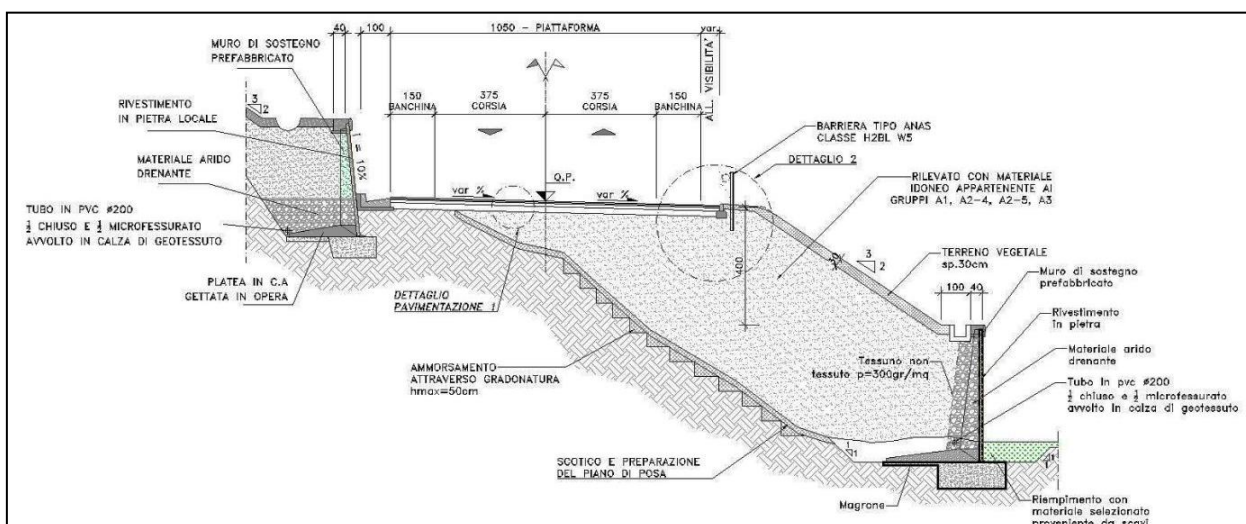 40
100
1050 – PIATTAFORMA
var
MURO DI SOSTEGNO
PREFABBRICATO
ALL. VISIBILITA'
3
2
150
BANCHINA
375
CORSIA
375
CORSIA
150
BANCHINA
RIVESTIMENTO
IN PIETRA LOCALE
BARRIERA TIPO ANAS
CLASSE H2BL W5
i = 10%
DETTAGLIO 2
MATERIALE ARIDO
DRENANTE
Q.P.
var %
var %
RILEVATO CON MATERIALE
IDONEO APPARTENENTE AI
GRUPPI A1, A2-4, A2-5, A3
TUBO IN PVC ø200
½ CHIUSO E ½ MICROFESSURATO
AVVOLTO IN CALZA DI GEOTESSUTO
30
3
2
TERRENO VEGETALE
sp.30cm
400
PLATEA IN C.A
GETTATA IN OPERA
DETTAGLIO
PAVIMENTAZIONE 1
100
40
Muro di sostegno
prefabbricato
Rivestimento
in pietra
AMMORSAMENTO
ATTRAVERSO GRADONATURA
hmax=50cm
Tessuno non
tessuto p=300gr/mq
Materiale arido
drenante
Tubo in pvc ø200
½ chiuso e ½ microfessurato
avvolto in calza di geotessuto
SCOTICO E PREPARAZIONE
DEL PIANO DI POSA
1
1
1
Magrone
Riempimento con
materiale selezionato
proveniente da scavi